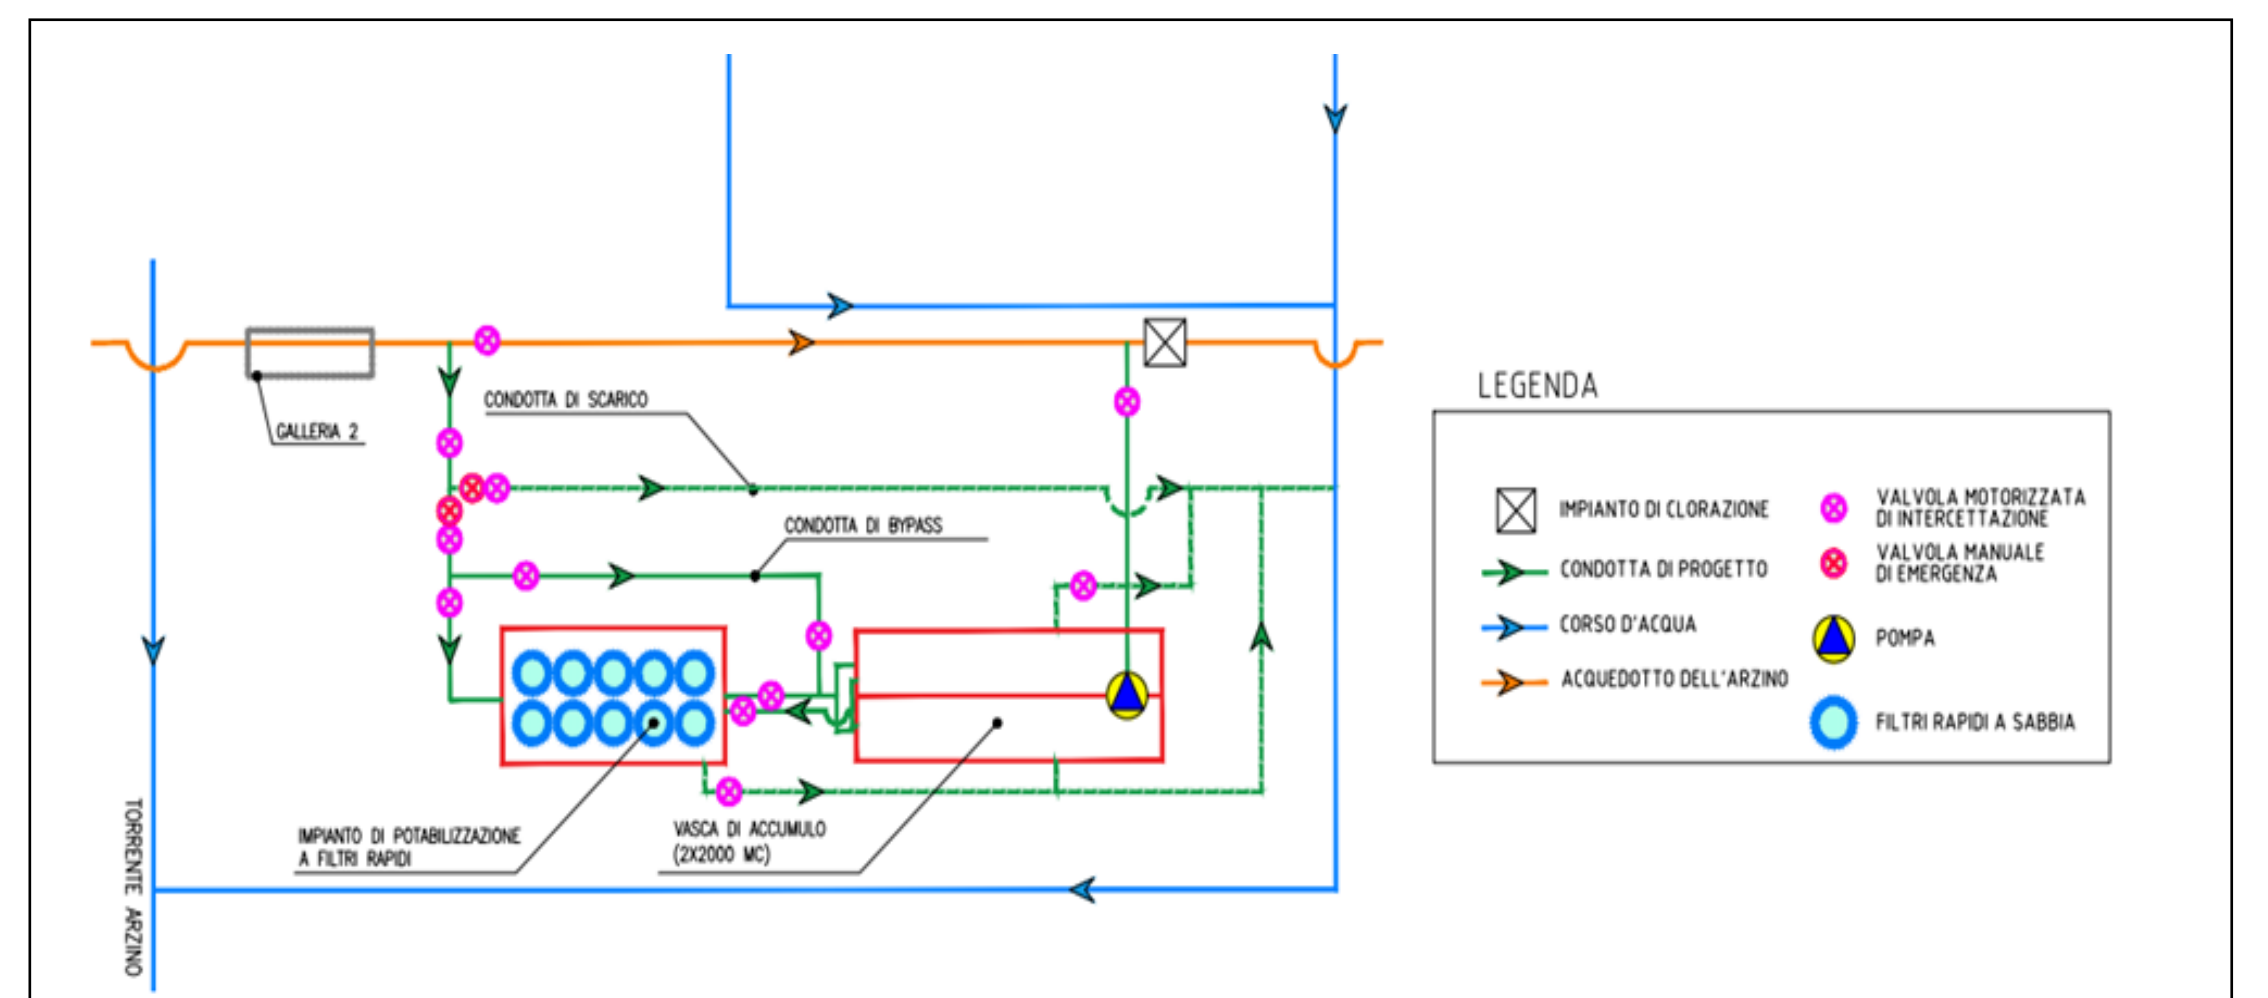 CONDOTTA DI SCARICO
GALLERIA 2
CONDOTTA DI BYPASS
IMPIANTO DI POTABILIZZAZIONE
A FILTRI RAPIDI
VASCA DI ACCUMULO
(2X2000 MC)
TORRENTE ARZINO
LEGENDA
IMPIANTO DI CLORAZIONE
CONDOTTA DI PROGETTO
CORSO D'ACQUA
ACQUEDOTTO DELL'ARZINO
VALVOLA MOTORIZZATA
DI INTERCETTAZIONE
VALVOLA MANUALE
DI EMERGENZA
POMPA
FILTRI RAPIDI A SABBIA